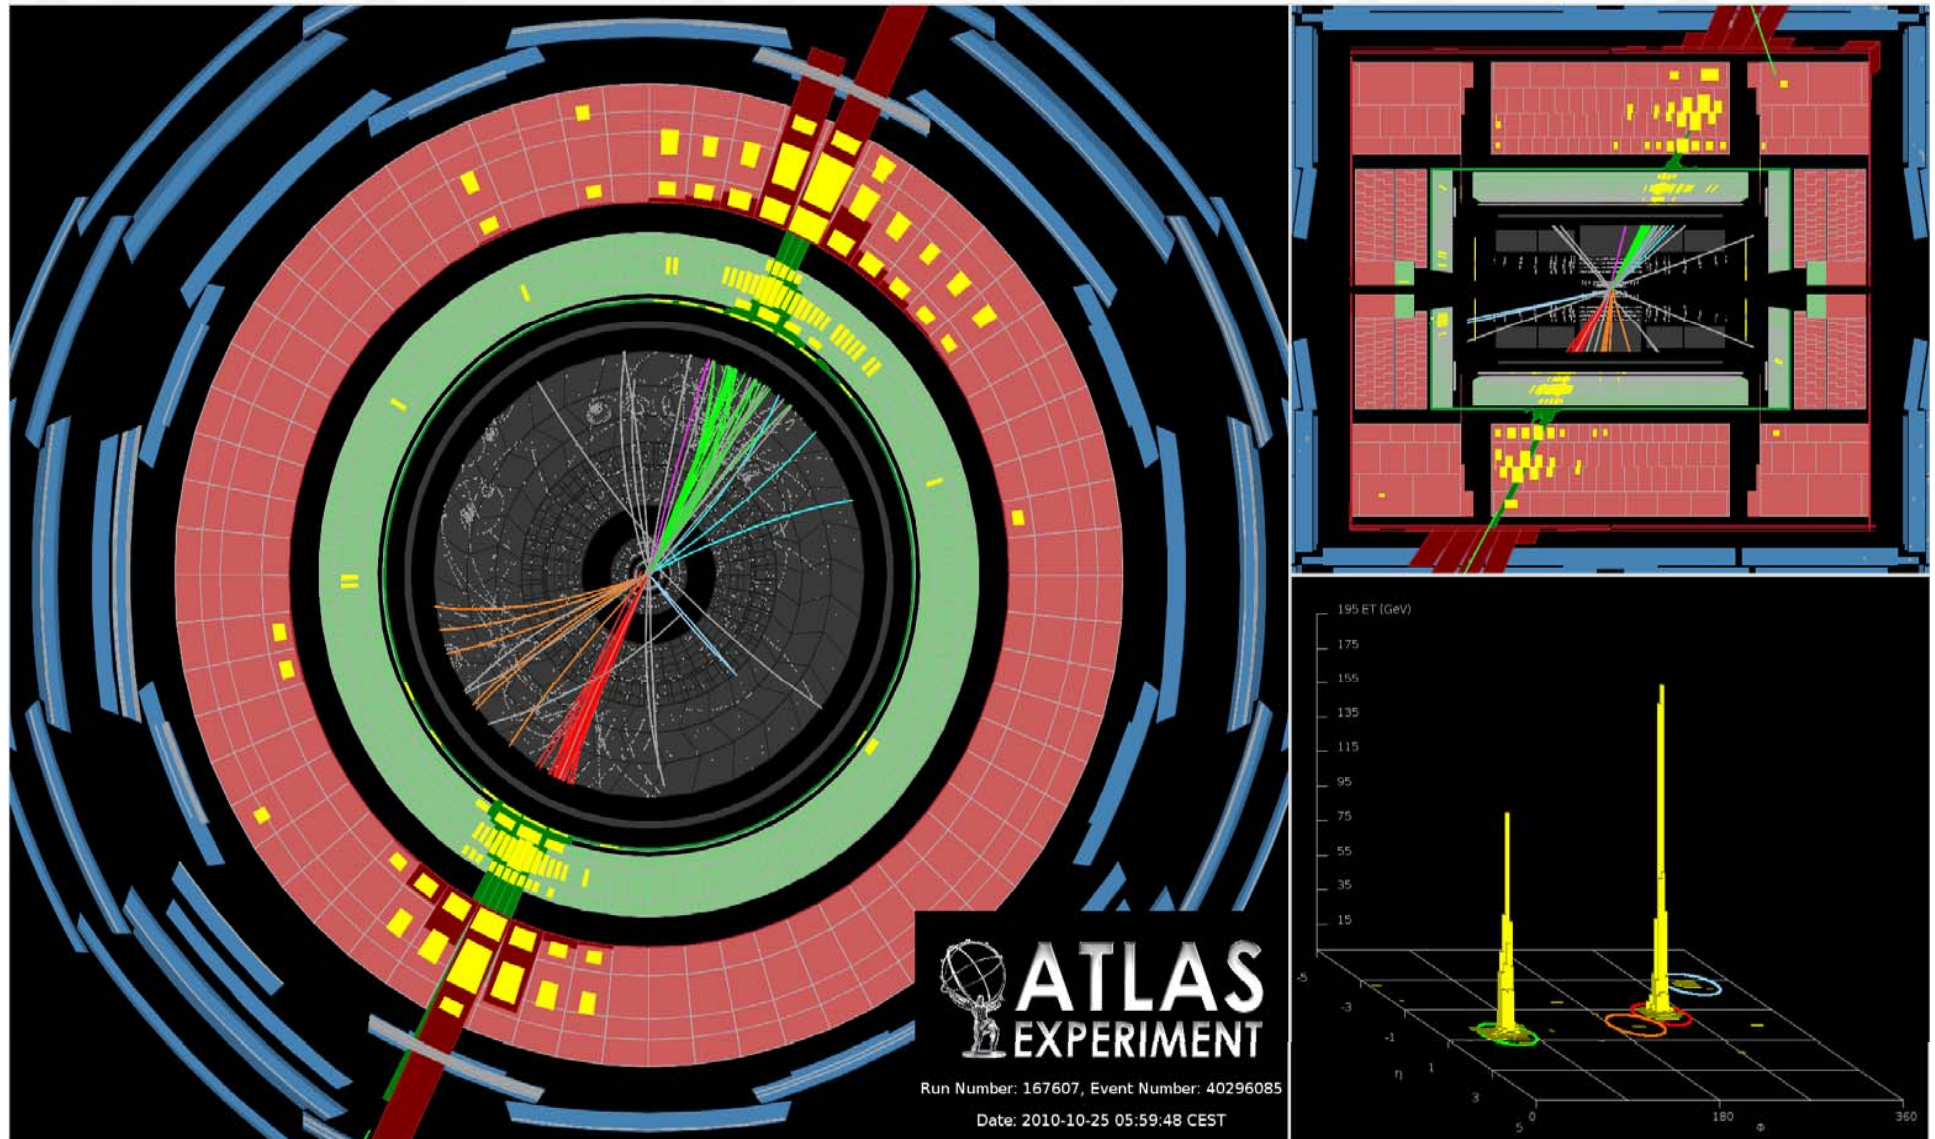 195 ET (GeV)
175
155
135
115
95
75
55
35
15
-5
-3
-1
η 1
3
5
0
180
360
Φ
ATLAS
EXPERIMENT
Run Number: 167607, Event Number: 40296085
Date: 2010-10-25 05:59:48 CEST